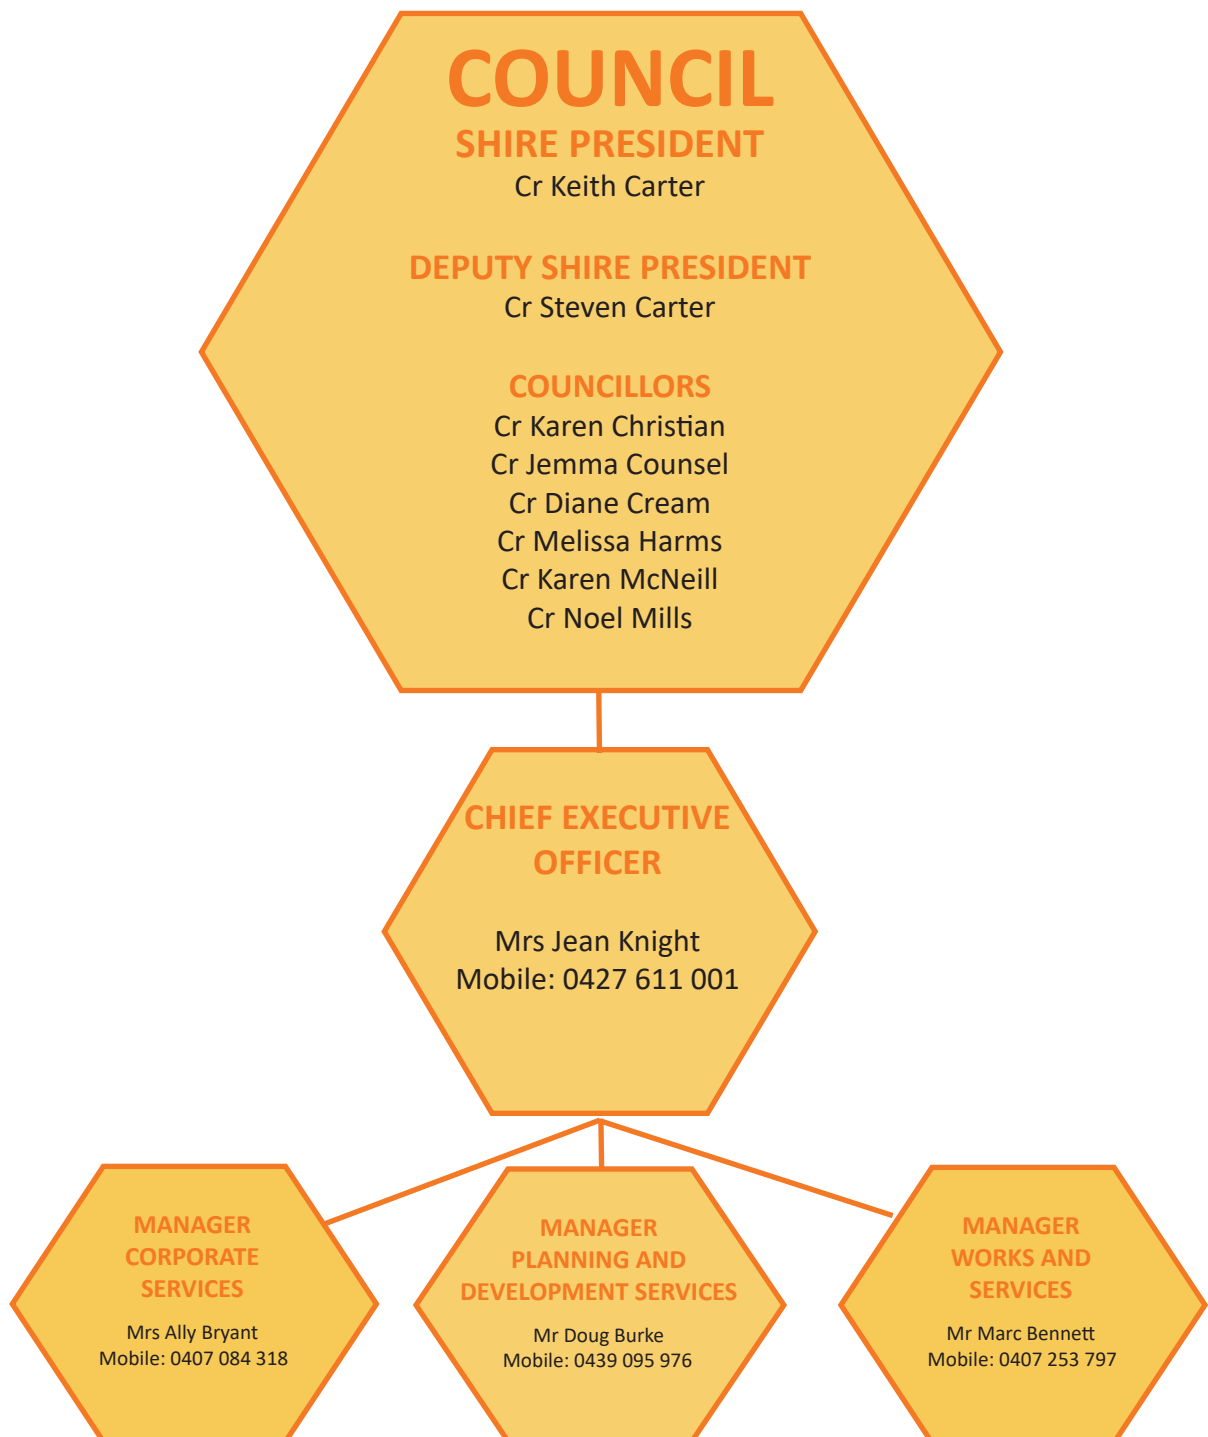 COUNCIL
SHIRE PRESIDENT
Cr Keith Carter
DEPUTY SHIRE PRESIDENT
Cr Steven Carter
COUNCILLORS
Cr Karen Christian
Cr Jemma Counsel
Cr Diane Cream
Cr Melissa Harms
Cr Karen McNeill
Cr Noel Mills
CHIEF EXECUTIVE
OFFICER
Mrs Jean Knight
Mobile: 0427 611 001
MANAGER
CORPORATE
SERVICES
Mrs Ally Bryant
Mobile: 0407 084 318
MANAGER
PLANNING AND
DEVELOPMENT SERVICES
Mr Doug Burke
Mobile: 0439 095 976
MANAGER
WORKS AND
SERVICES
Mr Marc Bennett
Mobile: 0407 253 797